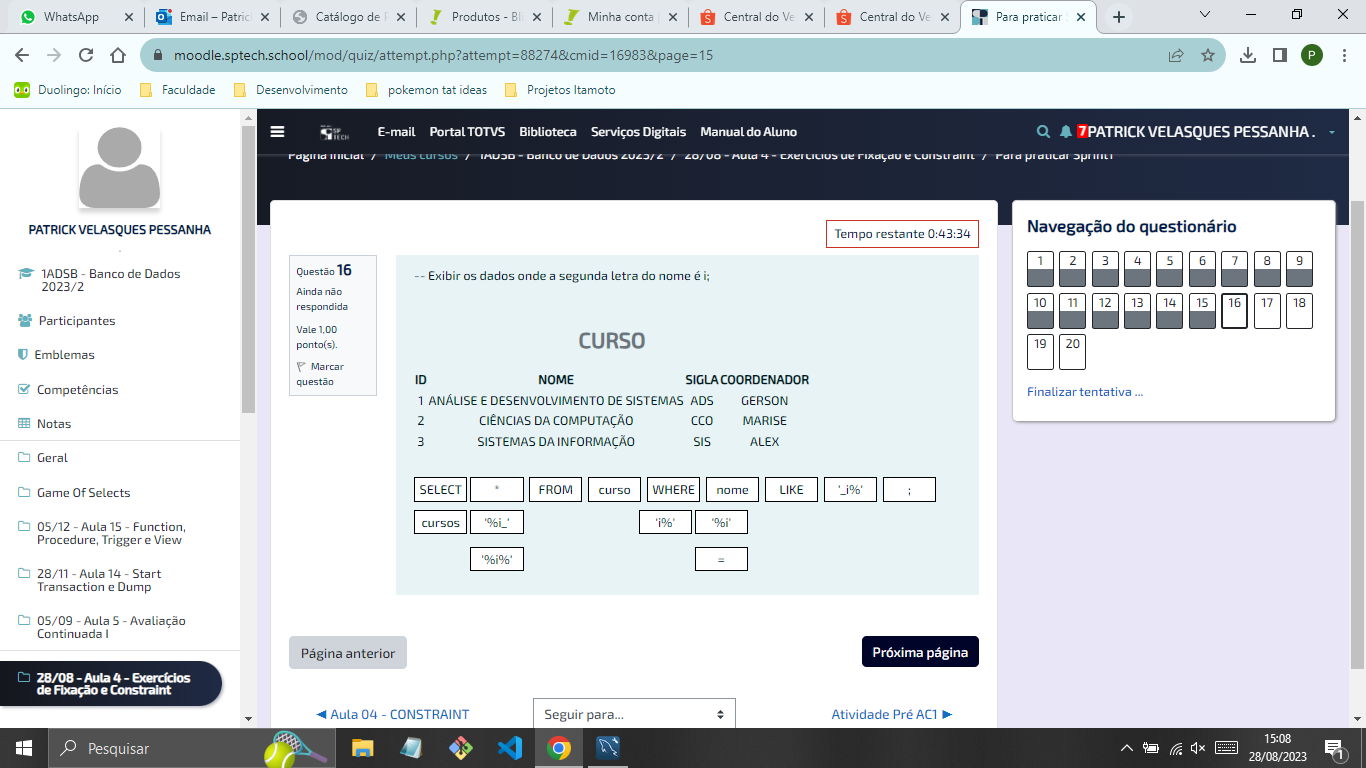 WhatsApp
Email – Patric
Catálogo de F
Produtos - Bli
Minha conta
Central do Ve
Central do Ve
Para praticar S
moodle.sptech.school/mod/quiz/attempt.php?attempt=88274&cmid=16983&page=15
P
Duolingo: Início
Faculdade
Desenvolvimento
pokemon tat ideas
Projetos Itamoto
SP TECH
E-mail Portal TOTVS Biblioteca Serviços Digitais Manual do Aluno
7 PATRICK VELASQUES PESSANHA .
Página inicial / Meus cursos / 1ADSB - Banco de Dados 2023/2 / 28/08 - Aula 4 - Exercícios de Fixação e Constraint / Para praticar Sprint1
PATRICK VELASQUES PESSANHA
.
1ADSB - Banco de Dados
2023/2
Participantes
Emblemas
Competências
Notas
Geral
Game Of Selects
05/12 - Aula 15 - Function,
Procedure, Trigger e View
28/11 - Aula 14 - Start
Transaction e Dump
05/09 - Aula 5 - Avaliação
Continuada I
28/08 - Aula 4 - Exercícios
de Fixação e Constraint
Tempo restante 0:43:34
Questão 16
Ainda não
respondida
Vale 1,00
ponto(s).
Marcar
questão
-- Exibir os dados onde a segunda letra do nome é i;
CURSO
ID NOME SIGLA COORDENADOR
1 ANÁLISE E DESENVOLVIMENTO DE SISTEMAS ADS GERSON
2 CIÊNCIAS DA COMPUTAÇÃO CCO MARISE
3 SISTEMAS DA INFORMAÇÃO SIS ALEX
SELECT * FROM curso WHERE nome LIKE '_i%' ;
cursos '%i_' 'i%' '%i'
'%i%' =
Página anterior
Próxima página
◄ Aula 04 - CONSTRAINT
Seguir para...
Atividade Pré AC1 ►
Navegação do questionário
1 2 3 4 5 6 7 8 9
10 11 12 13 14 15 16 17 18
19 20
Finalizar tentativa ...
Pesquisar
15:08
28/08/2023
1